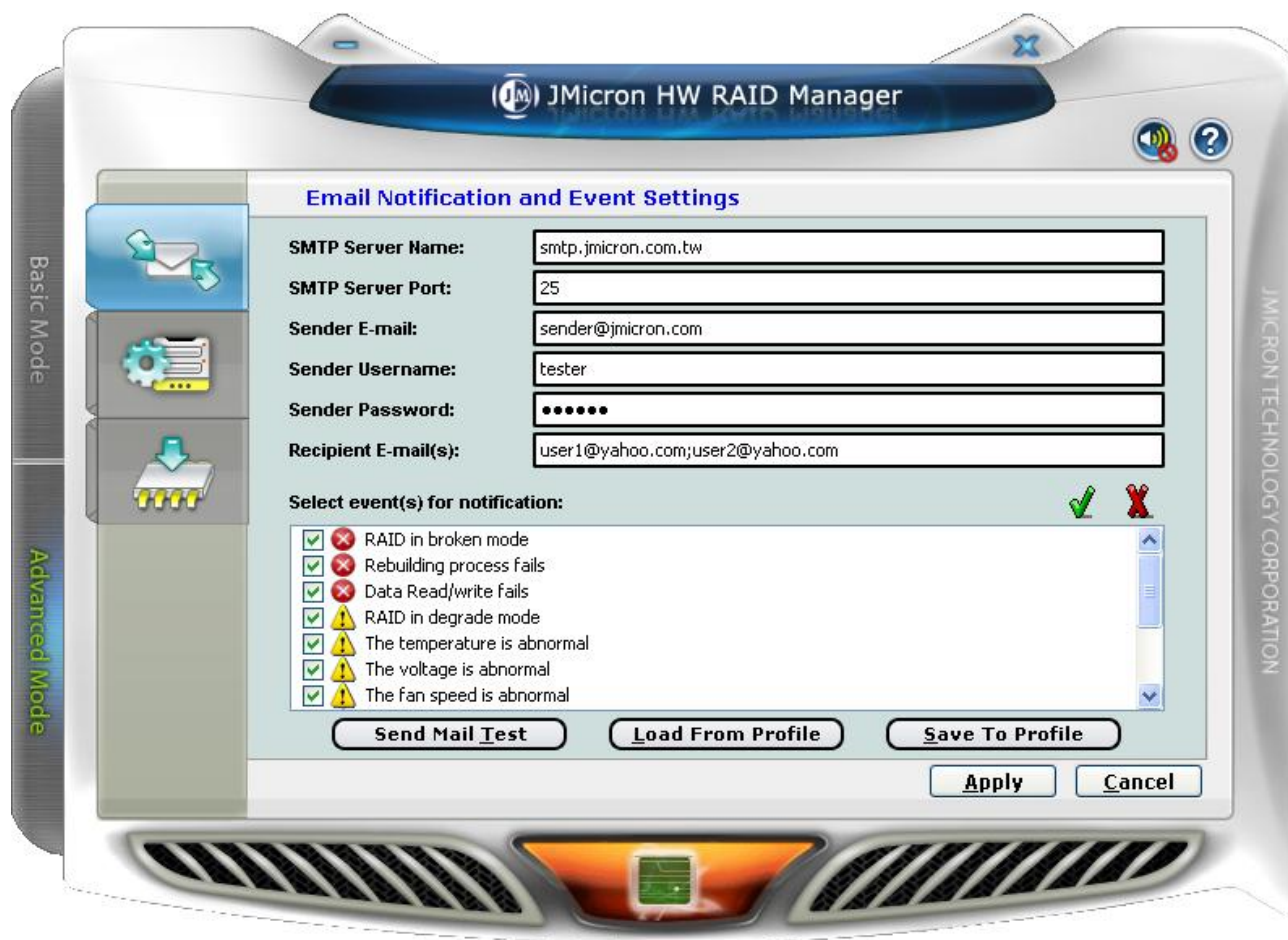 JMicron HW RAID Manager
Basic Mode
Advanced Mode
Email Notification and Event Settings
SMTP Server Name: smtp.jmicron.com.tw
SMTP Server Port: 25
Sender E-mail: sender@jmicron.com
Sender Username: tester
Sender Password: ●●●●●●
Recipient E-mail(s): user1@yahoo.com;user2@yahoo.com
Select event(s) for notification:
RAID in broken mode
Rebuilding process fails
Data Read/write fails
RAID in degrade mode
The temperature is abnormal
The voltage is abnormal
The fan speed is abnormal
Send Mail Test Load From Profile Save To Profile
Apply Cancel
JMICRON TECHNOLOGY CORPORATION